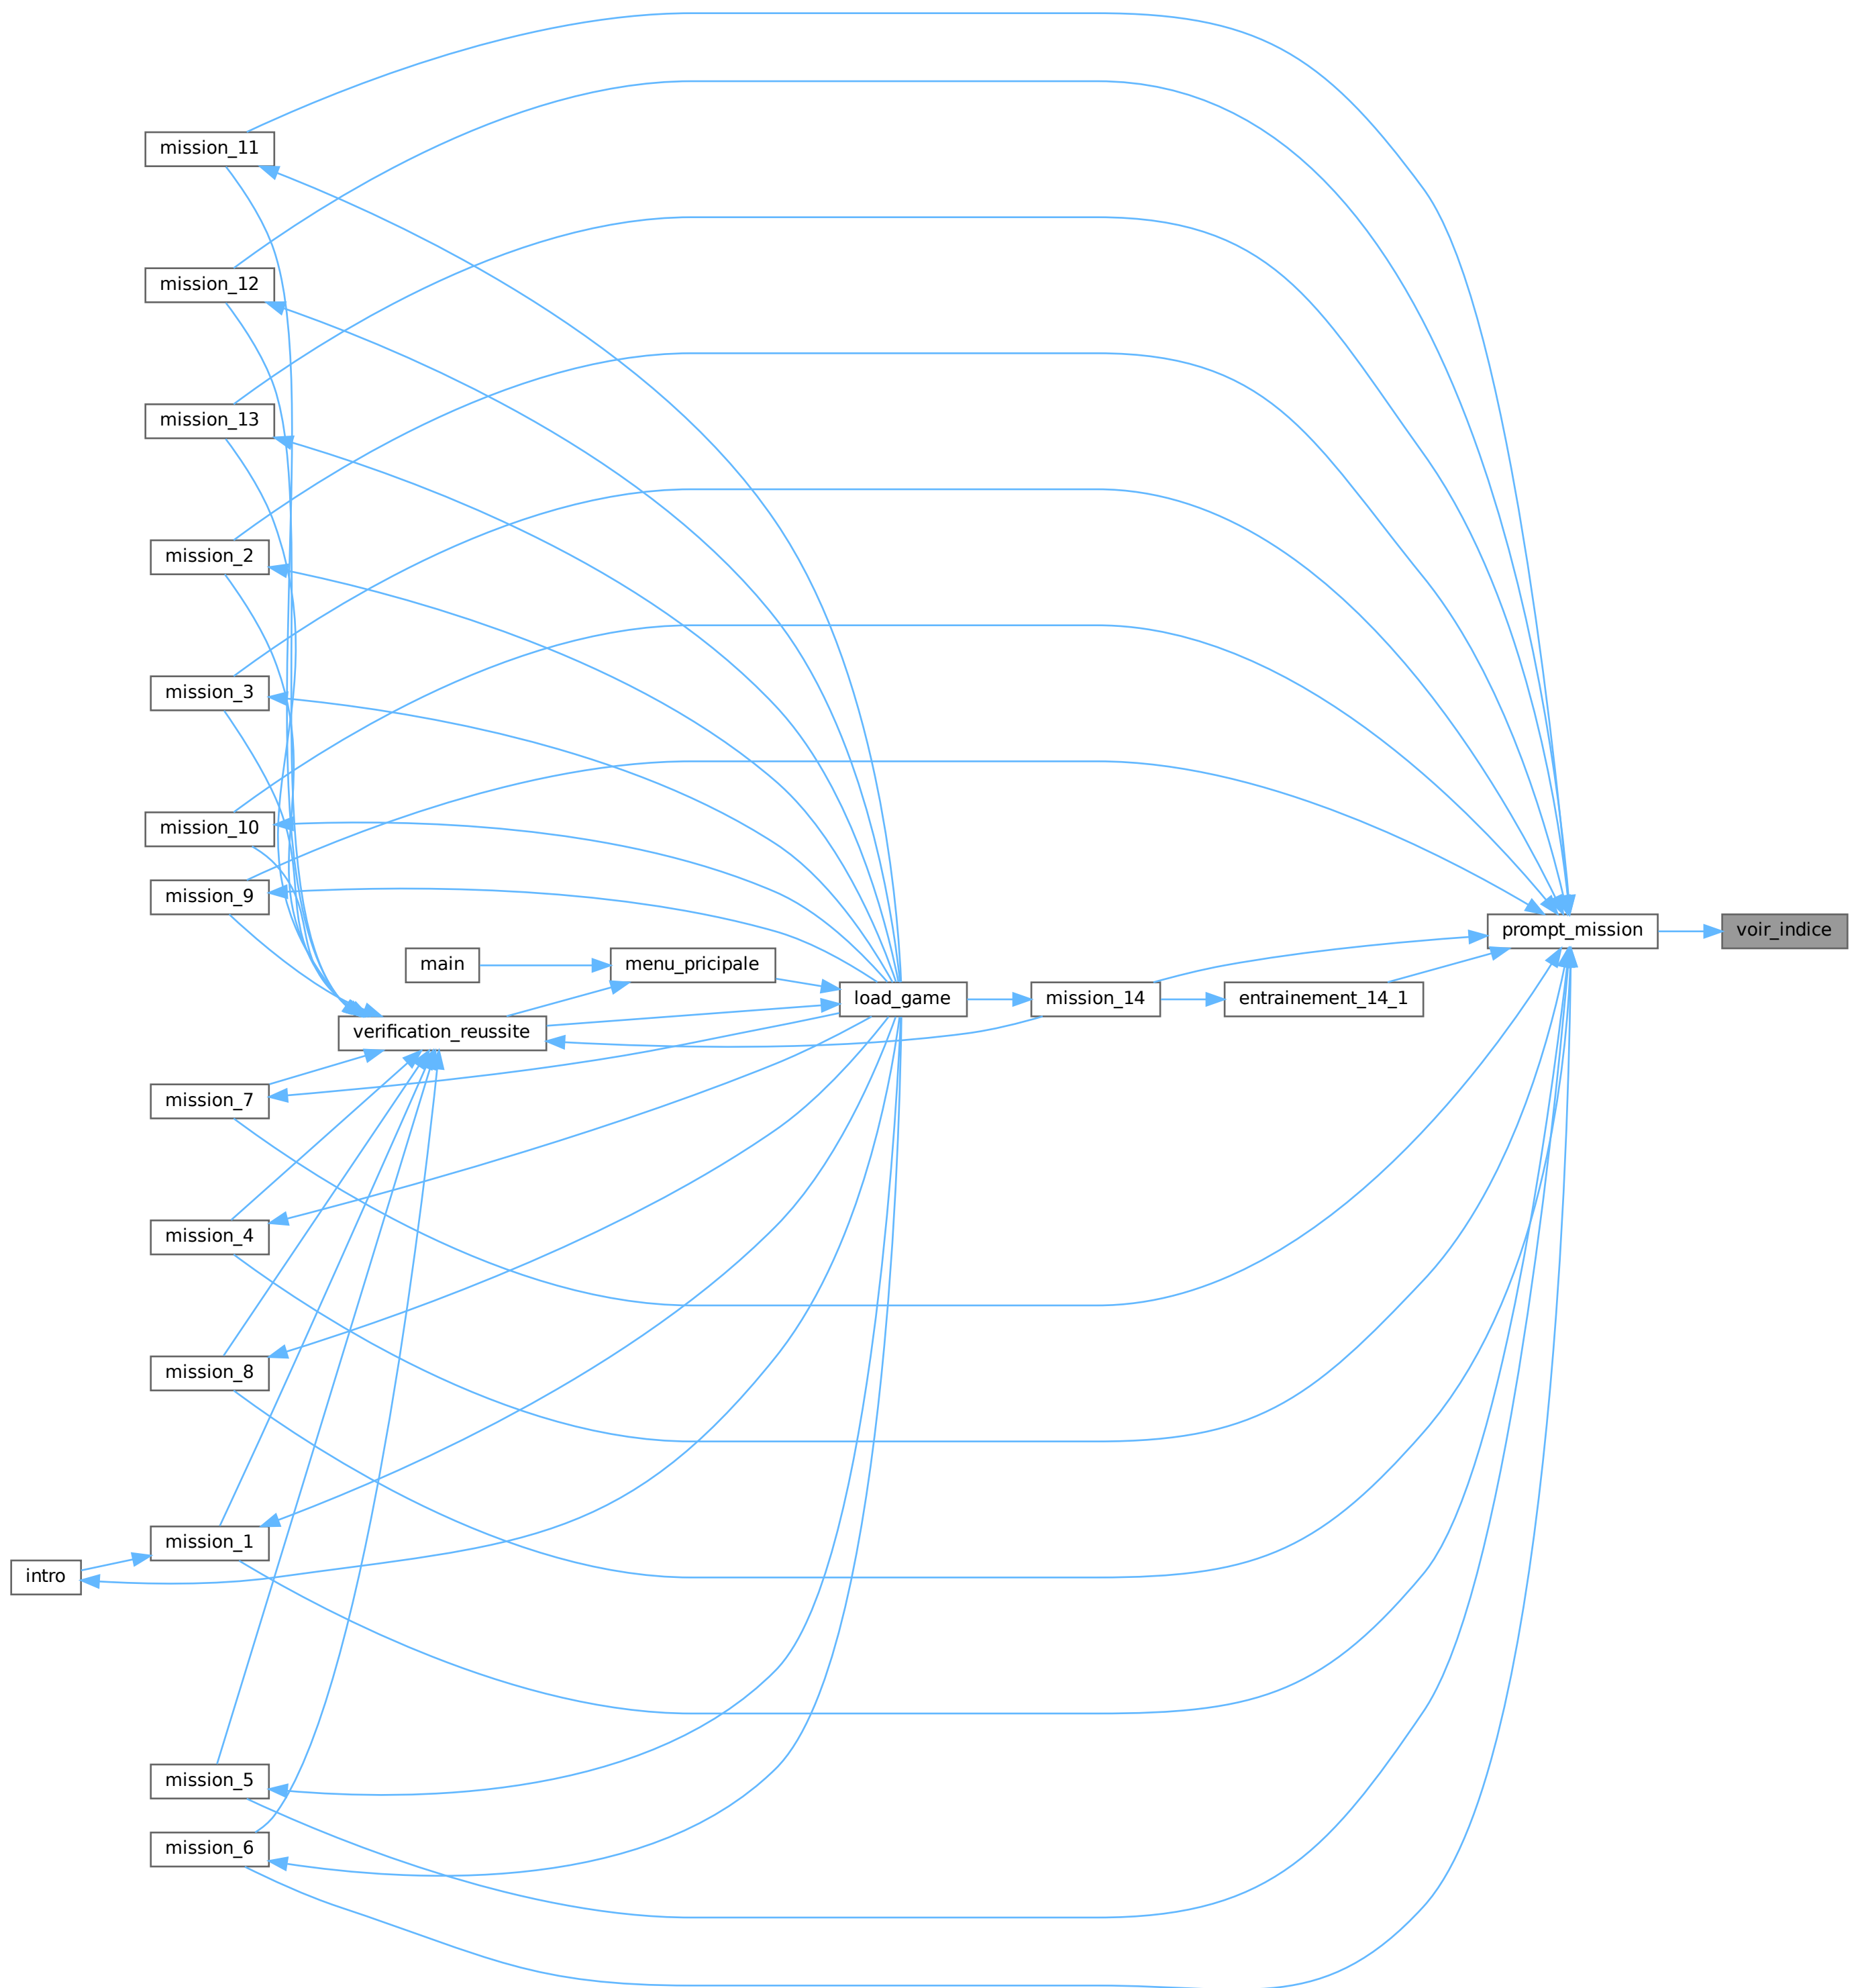 mission_11
mission_12
mission_13
mission_2
mission_3
mission_10
mission_9
prompt_mission
voir_indice
main
menu_pricipale
load_game
mission_14
entrainement_14_1
verification_reussite
mission_7
mission_4
mission_8
mission_1
intro
mission_5
mission_6